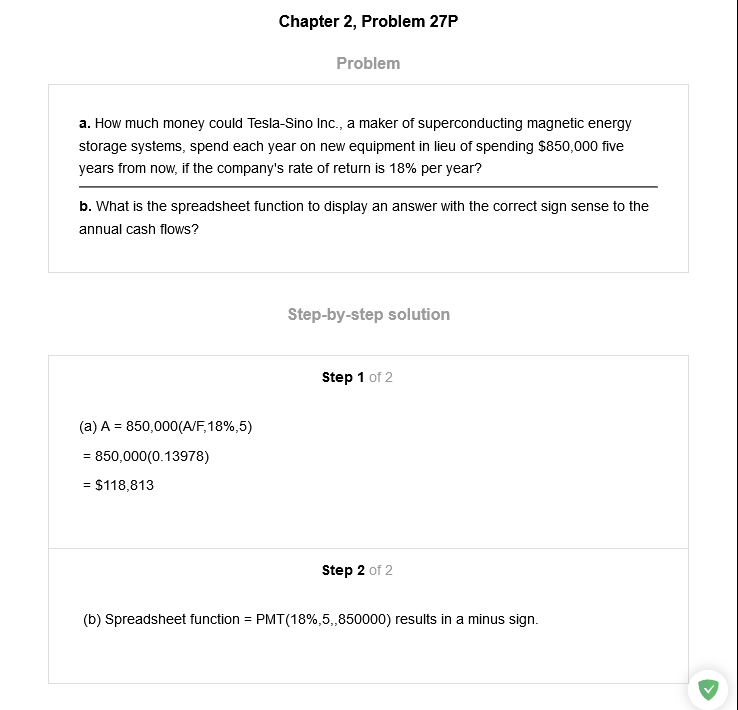 Chapter 2, Problem 27P
Problem
a. How much money could Tesla-Sino Inc., a maker of superconducting magnetic energy
storage systems, spend each year on new equipment in lieu of spending $850,000 five
years from now, if the company's rate of return is 18% per year?
b. What is the spreadsheet function to display an answer with the correct sign sense to the
annual cash flows?
Step-by-step solution
Step 1 of 2
(a) A = 850,000(A/F,18%,5)
= 850,000(0.13978)
= $118,813
Step 2 of 2
(b) Spreadsheet function = PMT(18%,5,,850000) results in a minus sign.